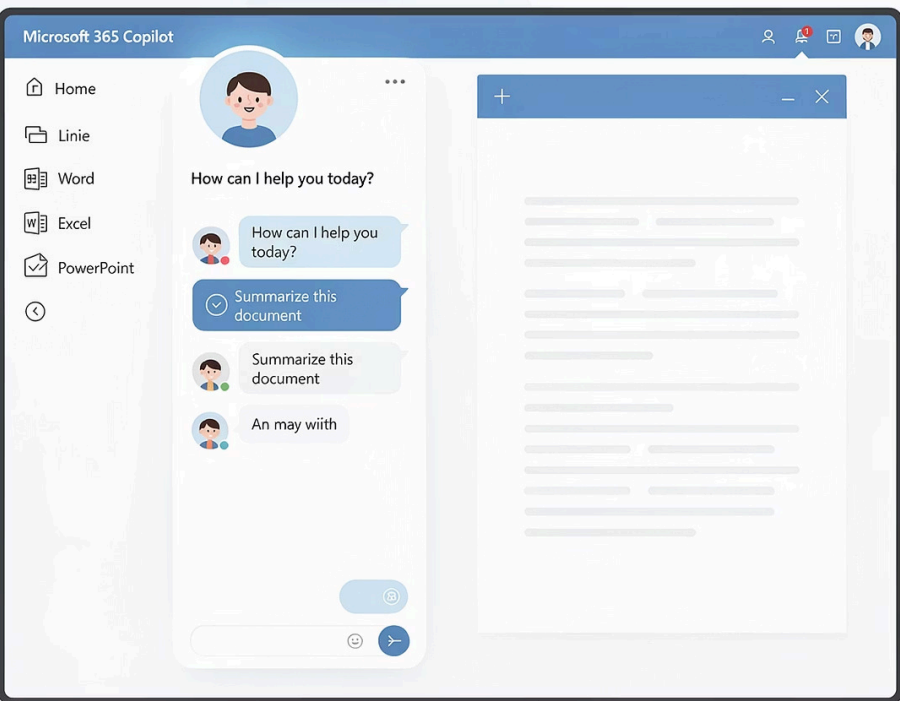 Microsoft 365 Copilot
1
Home
Linie
Word
Excel
PowerPoint
How can I help you today?
How can I help you
today?
Summarize this
document
Summarize this
document
An may wiith